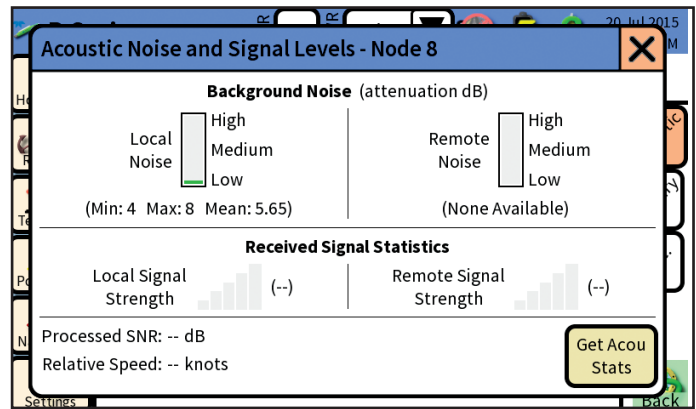 20 Jul 2015
M
Acoustic Noise and Signal Levels - Node 8
Background Noise (attenuation dB)
Local Noise
High
Medium
Low
(Min: 4 Max: 8 Mean: 5.65)
Remote Noise
High
Medium
Low
(None Available)
Received Signal Statistics
Local Signal Strength
(--)
Remote Signal Strength
(--)
Processed SNR: -- dB
Relative Speed: -- knots
Get Acou
Stats
Settings
Back